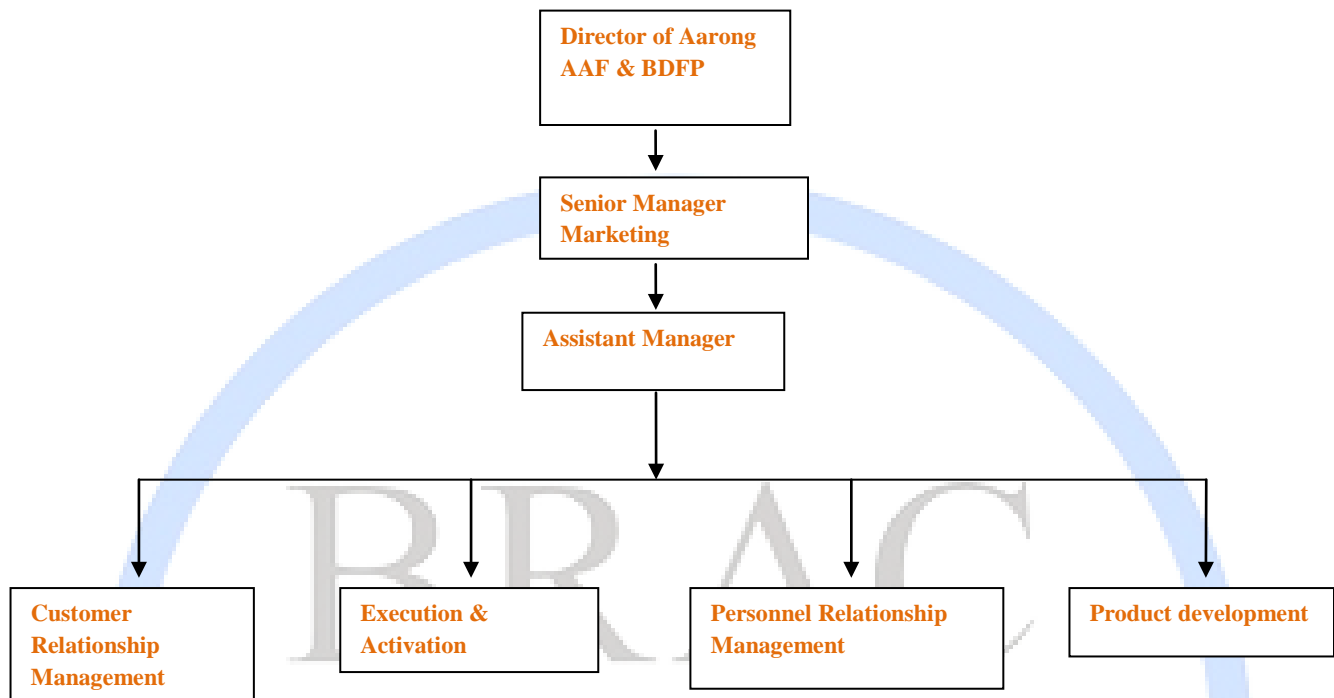 Director of Aarong
AAF & BDFP
Senior Manager
Marketing
Assistant Manager
BRAC
Customer
Relationship
Management
Execution &
Activation
Personnel Relationship
Management
Product development